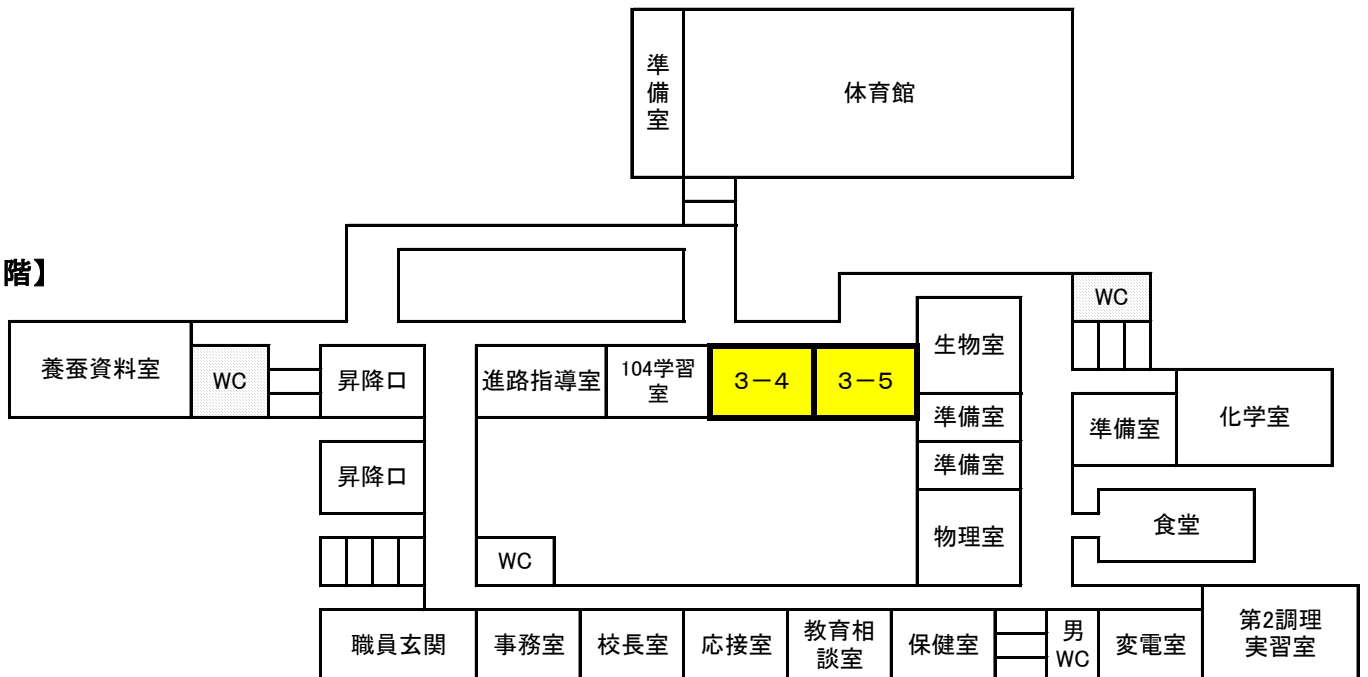 準
備
室
体育館
階】
WC
養蚕資料室
WC
昇降口
進路指導室
104学習
室
3－4
3－5
生物室
準備室
準備室
化学室
準備室
昇降口
食堂
物理室
WC
職員玄関
事務室
校長室
応接室
教育相
談室
保健室
男
WC
変電室
第2調理
実習室